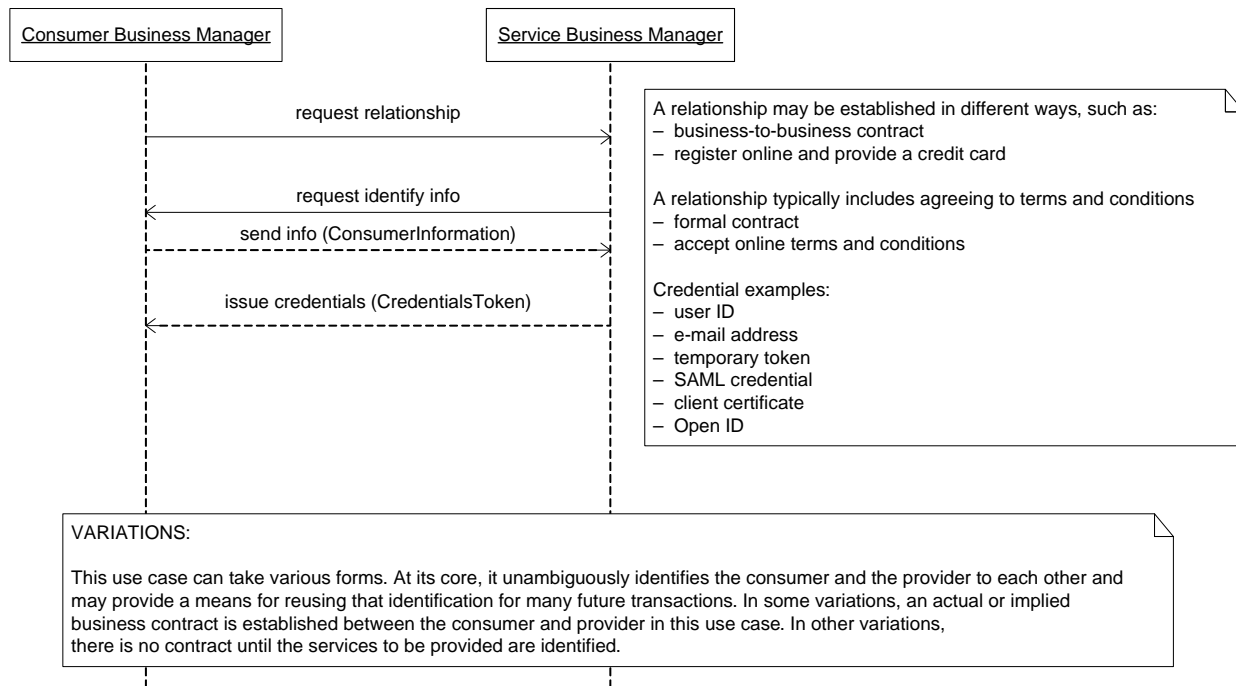 Consumer Business Manager
Service Business Manager
request relationship
request identify info
send info (ConsumerInformation)
issue credentials (CredentialsToken)
A relationship may be established in different ways, such as:
– business-to-business contract
– register online and provide a credit card
A relationship typically includes agreeing to terms and conditions
– formal contract
– accept online terms and conditions
Credential examples:
– user ID
– e-mail address
– temporary token
– SAML credential
– client certificate
– Open ID
VARIATIONS:
This use case can take various forms. At its core, it unambiguously identifies the consumer and the provider to each other and
may provide a means for reusing that identification for many future transactions. In some variations, an actual or implied
business contract is established between the consumer and provider in this use case. In other variations,
there is no contract until the services to be provided are identified.